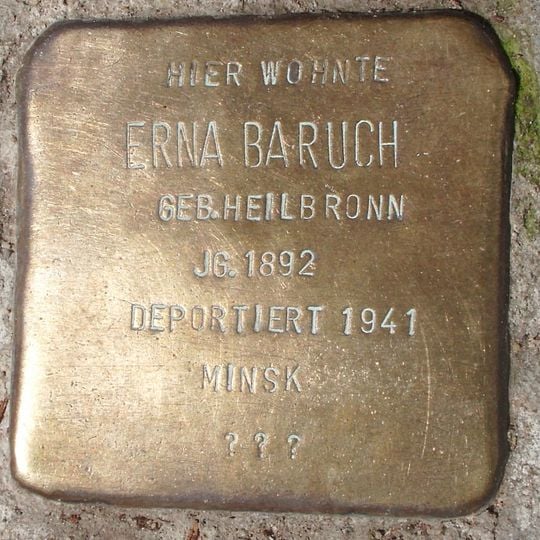 HIER WOHNTE
ERNA BARUCH
GEB.HEILBRONN
JG.1892
DEPORTIERT 1941
MINSK
???